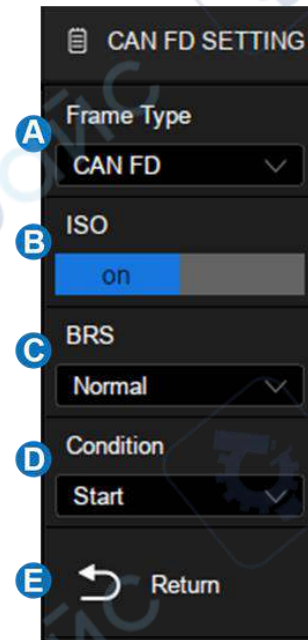 CAN FD SETTING
A
Frame Type
CAN FD
B
ISO
on
C
BRS
Normal
D
Condition
Start
E
Return